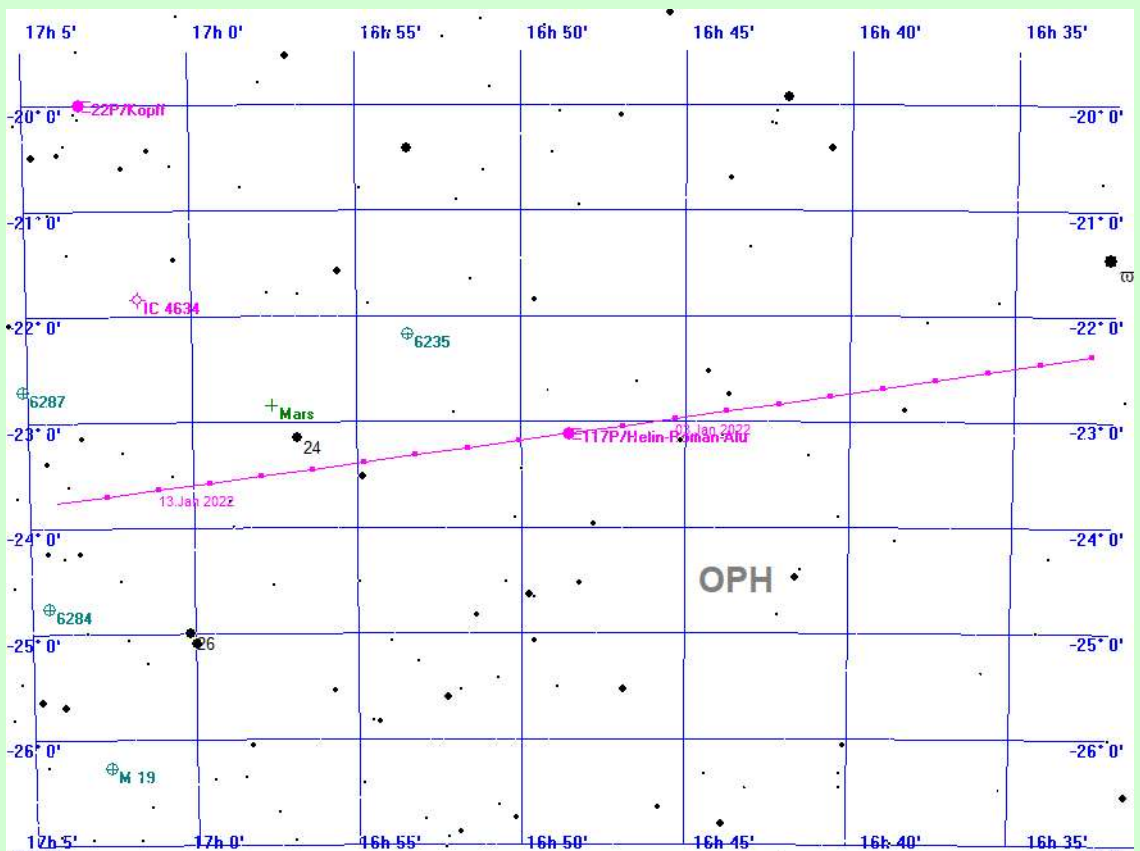 17h 5' 17h 0' 16h 55' 16h 50' 16h 45' 16h 40' 16h 35'
22P/Kopff
-20° 0' -20° 0'
-21° 0' -21° 0'
ϖ
IC 4634
-22° 0' -22° 0'
6235
6287
Mars
-23° 0' 03.Jan 2022 -23° 0'
117P/Helin-Roman-Alu
24
13.Jan 2022
-24° 0' -24° 0'
OPH
6284
26
-25° 0' -25° 0'
-26° 0' -26° 0'
M 19
17h 5' 17h 0' 16h 55' 16h 50' 16h 45' 16h 40' 16h 35'